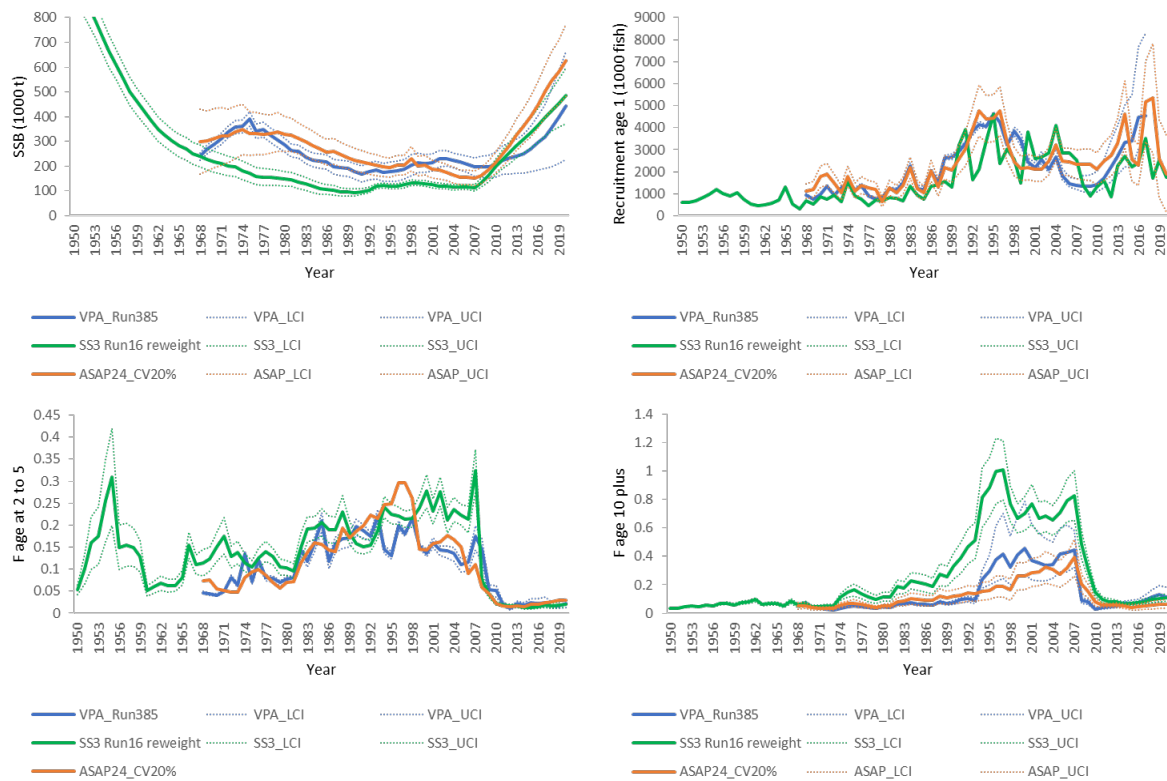 SSB (1000 t)
800
700
600
500
400
300
200
100
0
1950 1953 1956 1959 1962 1965 1968 1971 1974 1977 1980 1983 1986 1989 1992 1995 1998 2001 2004 2007 2010 2013 2016 2019
Year
VPA_Run385 VPA_LCI VPA_UCI
SS3 Run16 reweight SS3_LCI SS3_UCI
ASAP24_CV20% ASAP_LCI ASAP_UCI
Recruitment age 1 (1000 fish)
9000
8000
7000
6000
5000
4000
3000
2000
1000
0
1950 1953 1956 1959 1962 1965 1968 1971 1974 1977 1980 1983 1986 1989 1992 1995 1998 2001 2004 2007 2010 2013 2016 2019
Year
VPA_Run385 VPA_LCI VPA_UCI
SS3 Run16 reweight SS3_LCI SS3_UCI
ASAP24_CV20% ASAP_LCI ASAP_UCI
F age at 2 to 5
0.45
0.4
0.35
0.3
0.25
0.2
0.15
0.1
0.05
0
1950 1953 1956 1959 1962 1965 1968 1971 1974 1977 1980 1983 1986 1989 1992 1995 1998 2001 2004 2007 2010 2013 2016 2019
Year
VPA_Run385 VPA_LCI VPA_UCI
SS3 Run16 reweight SS3_LCI SS3_UCI
ASAP24_CV20%
F age 10 plus
1.4
1.2
1
0.8
0.6
0.4
0.2
0
1950 1953 1956 1959 1962 1965 1968 1971 1974 1977 1980 1983 1986 1989 1992 1995 1998 2001 2004 2007 2010 2013 2016 2019
Year
VPA_Run385 VPA_LCI VPA_UCI
SS3 Run16 reweight SS3_LCI SS3_UCI
ASAP24_CV20% ASAP_LCI ASAP_UCI